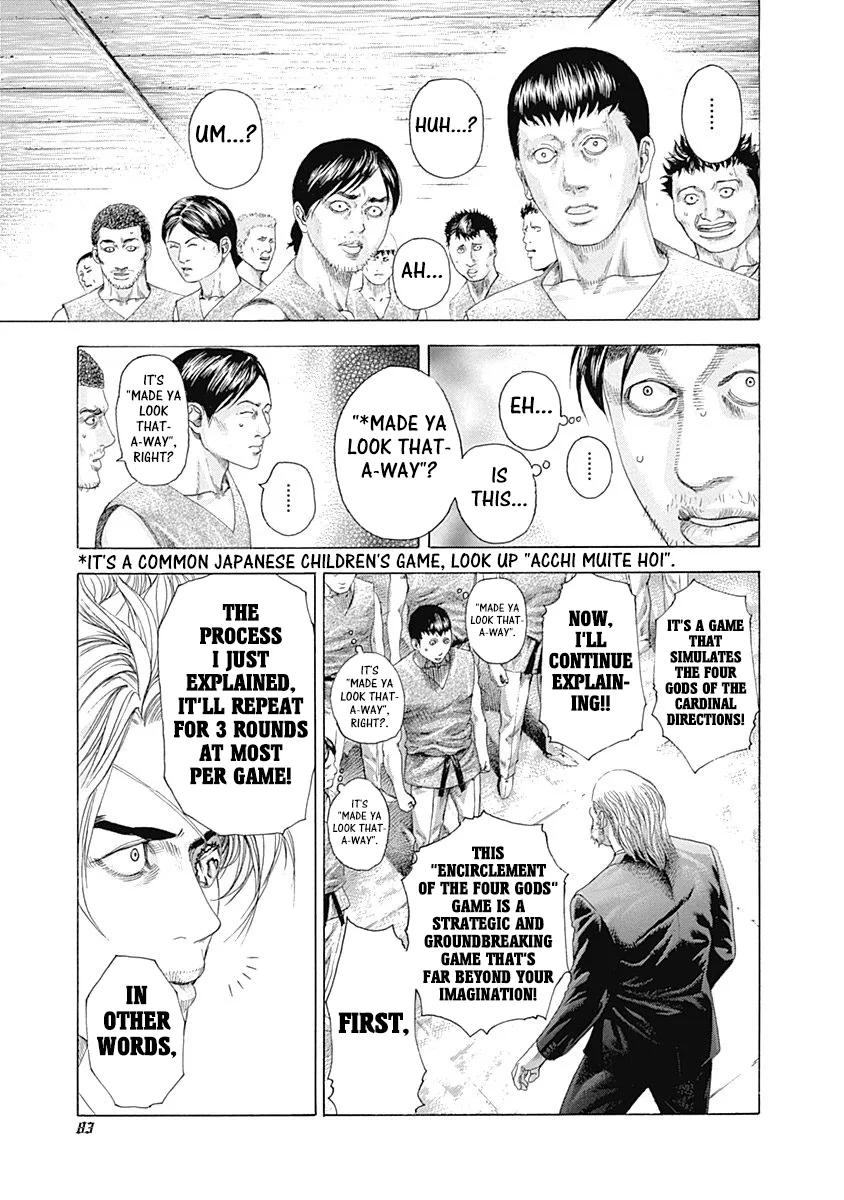 ......
HUH...?
UM...?
AH...
......
EH...
IS
THIS...
"*MADE YA
LOOK THAT-
A-WAY"?
......
IT'S
"MADE YA
LOOK
THAT-
A-WAY",
RIGHT?
*IT'S A COMMON JAPANESE CHILDREN'S GAME, LOOK UP "ACCHI MUITE HOI".
IT'S A GAME
THAT
SIMULATES
THE FOUR
GODS OF THE
CARDINAL
DIRECTIONS!
NOW,
I'LL
CONTINUE
EXPLAIN-
ING!!
"MADE YA
LOOK THAT-
A-WAY".
IT'S
"MADE YA
LOOK THAT-
A-WAY",
RIGHT?.
IT'S
"MADE YA
LOOK THAT-
A-WAY".
THIS
"ENCIRCLEMENT
OF THE FOUR GODS"
GAME IS A
STRATEGIC AND
GROUNDBREAKING
GAME THAT'S
FAR BEYOND YOUR
IMAGINATION!
FIRST,
THE
PROCESS
I JUST
EXPLAINED,
IT'LL REPEAT
FOR 3 ROUNDS
AT MOST
PER GAME!
IN
OTHER
WORDS,
83